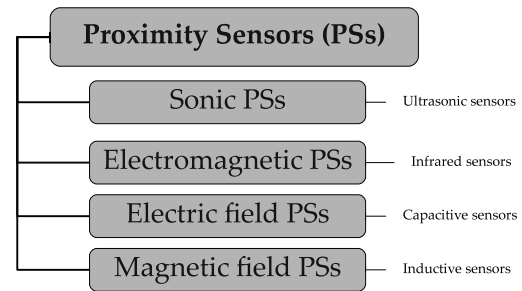 Proximity Sensors (PSs)
Sonic PSs
Ultrasonic sensors
Electromagnetic PSs
Infrared sensors
Electric field PSs
Capacitive sensors
Magnetic field PSs
Inductive sensors